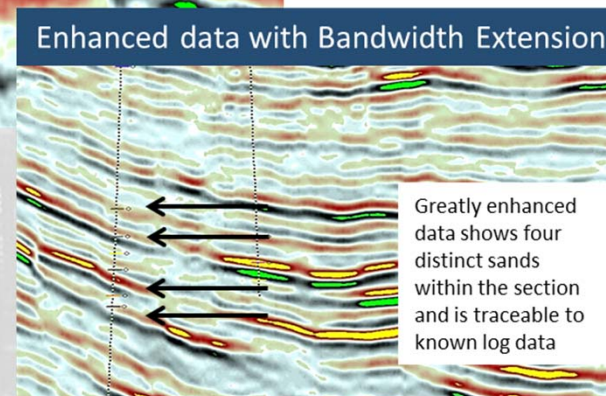 Enhanced data with Bandwidth Extension
Greatly enhanced
data shows four
distinct sands
within the section
and is traceable to
known log data